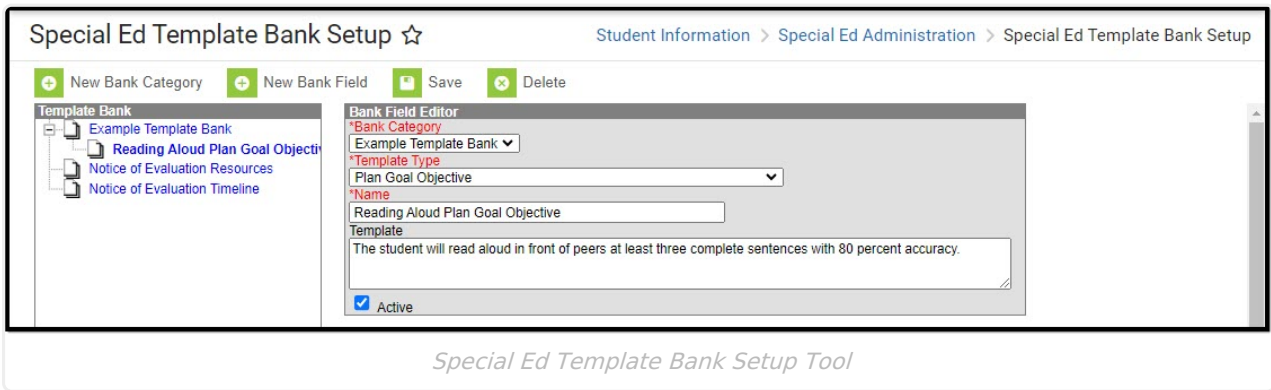 Special Ed Template Bank Setup
Student Information > Special Ed Administration > Special Ed Template Bank Setup
New Bank Category New Bank Field Save Delete
Template Bank
Example Template Bank
Reading Aloud Plan Goal Objecti
Notice of Evaluation Resources
Notice of Evaluation Timeline
Bank Field Editor
*Bank Category
Example Template Bank
*Template Type
Plan Goal Objective
*Name
Reading Aloud Plan Goal Objective
Template
The student will read aloud in front of peers at least three complete sentences with 80 percent accuracy.
Active
Special Ed Template Bank Setup Tool